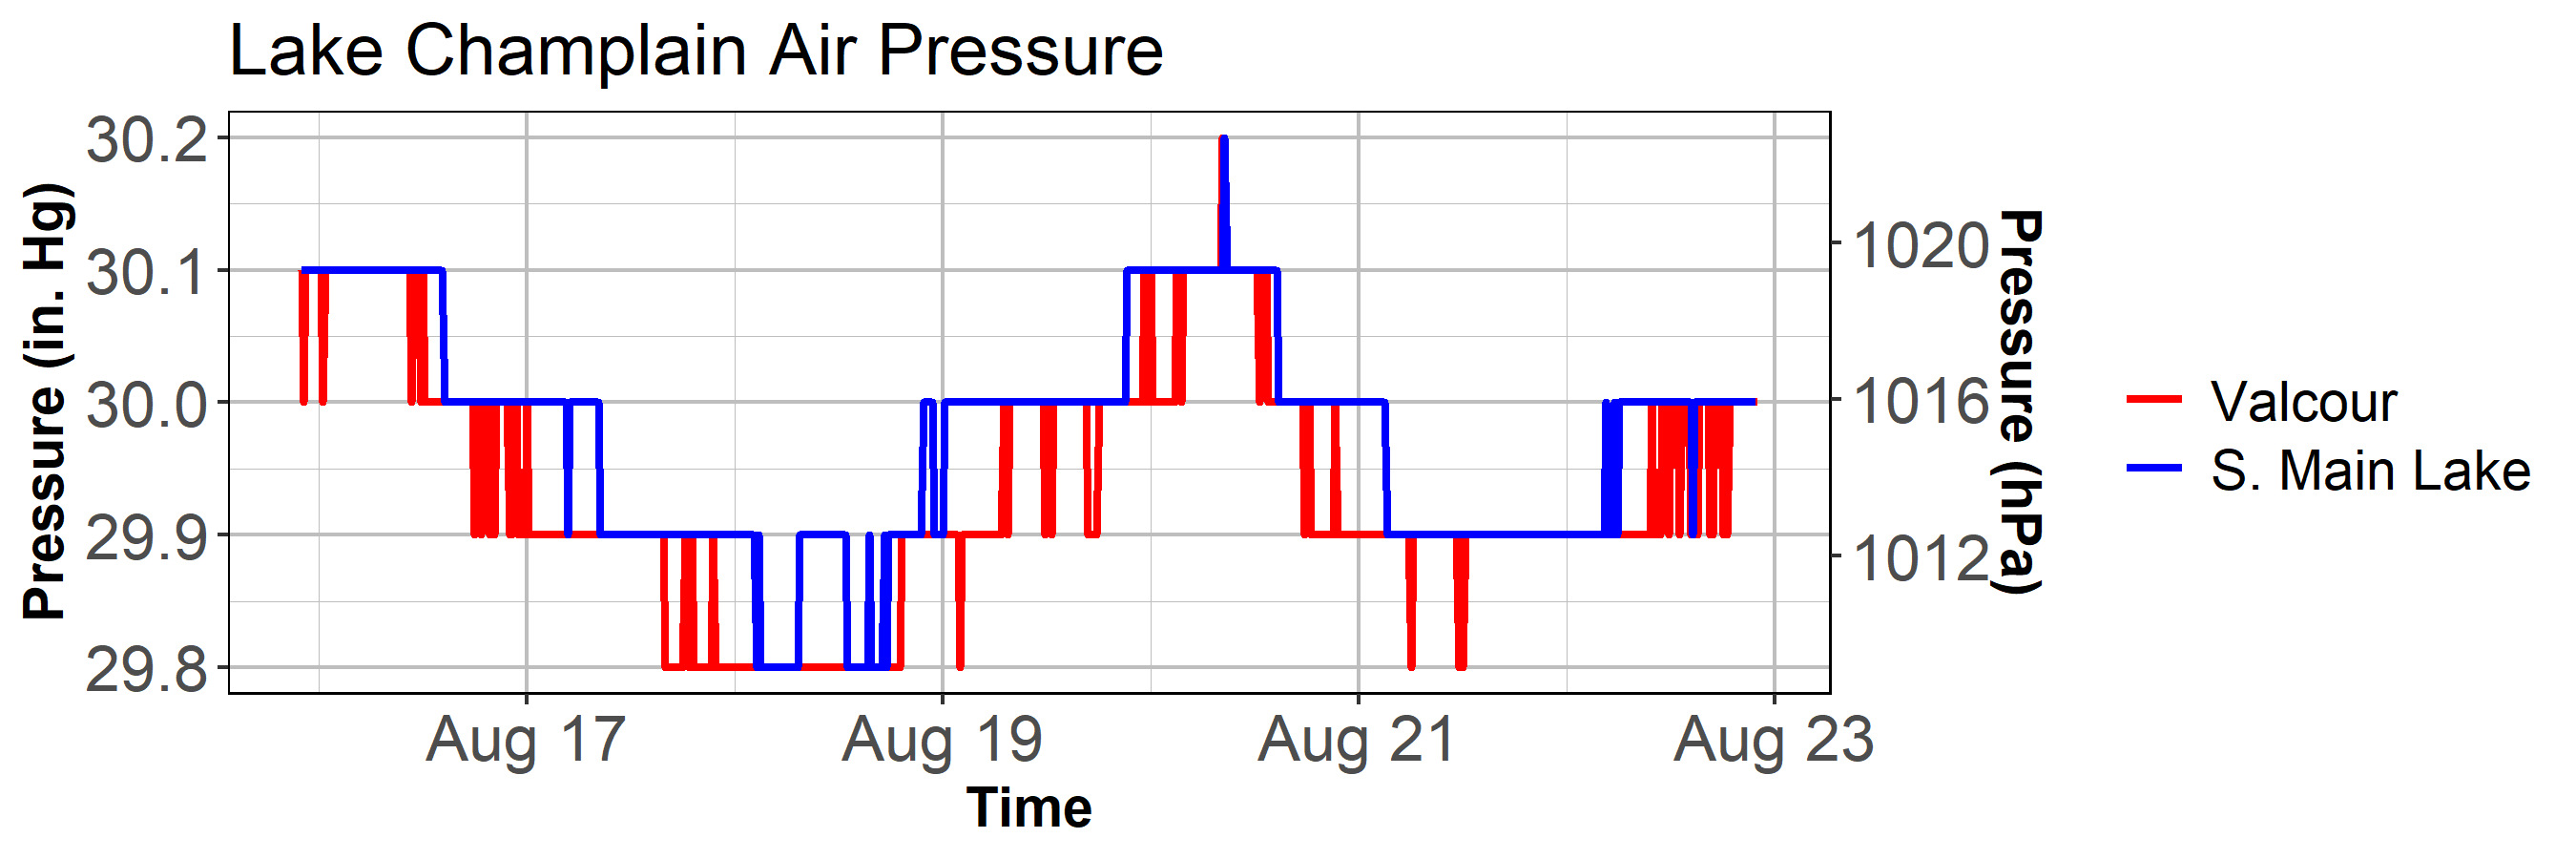 Lake Champlain Air Pressure
30.2
30.1
30.0
29.9
29.8
Pressure (in. Hg)
1020
1016
1012
Pressure (hPa)
Aug 17
Aug 19
Aug 21
Aug 23
Time
Valcour
S. Main Lake